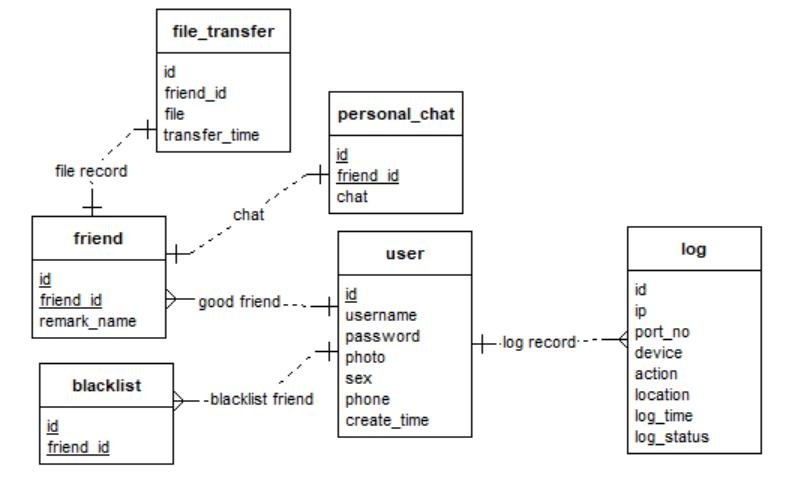 file_transfer
id
friend_id
file
transfer_time
file record
personal_chat
id
friend_id
chat
chat
friend
id
friend_id
remark_name
good friend
user
id
username
password
photo
sex
phone
create_time
log record
log
id
ip
port_no
device
action
location
log_time
log_status
blacklist
id
friend_id
blacklist friend